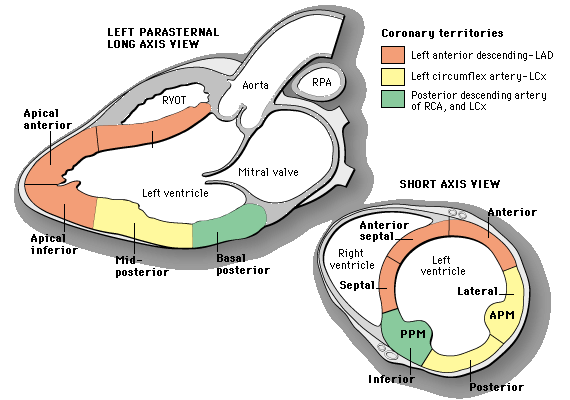 LEFT PARASTERNAL
LONG AXIS VIEW
Coronary territories
Left anterior descending-LAD
Left circumflex artery-LCx
Posterior descending artery
of RCA, and LCx
Aorta
RPA
RVOT
Apical
anterior
Mitral valve
Left ventricle
Apical
inferior
Mid-
posterior
Basal
posterior
SHORT AXIS VIEW
Anterior
Anterior
septal
Right
ventricle
Left
ventricle
Septal
Lateral
APM
PPM
Inferior
Posterior